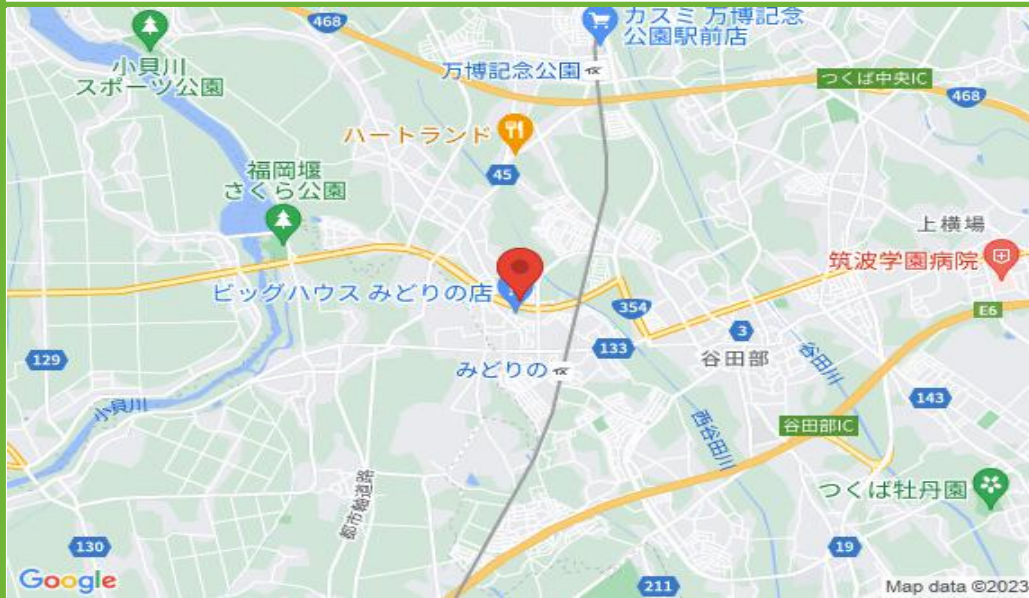 468
カスミ 万博記念
公園駅前店
小貝川
スポーツ公園
万博記念公園
つくば中央IC
468
ハートランド
45
福岡堰
さくら公園
上横場
筑波学園病院
ビッグハウス みどりの店
354
E6
3
133
谷田部
129
みどりの
谷田川
143
小貝川
西谷田川
谷田部IC
都市軸道路
つくば牡丹園
130
19
Google
211
Map data ©2023